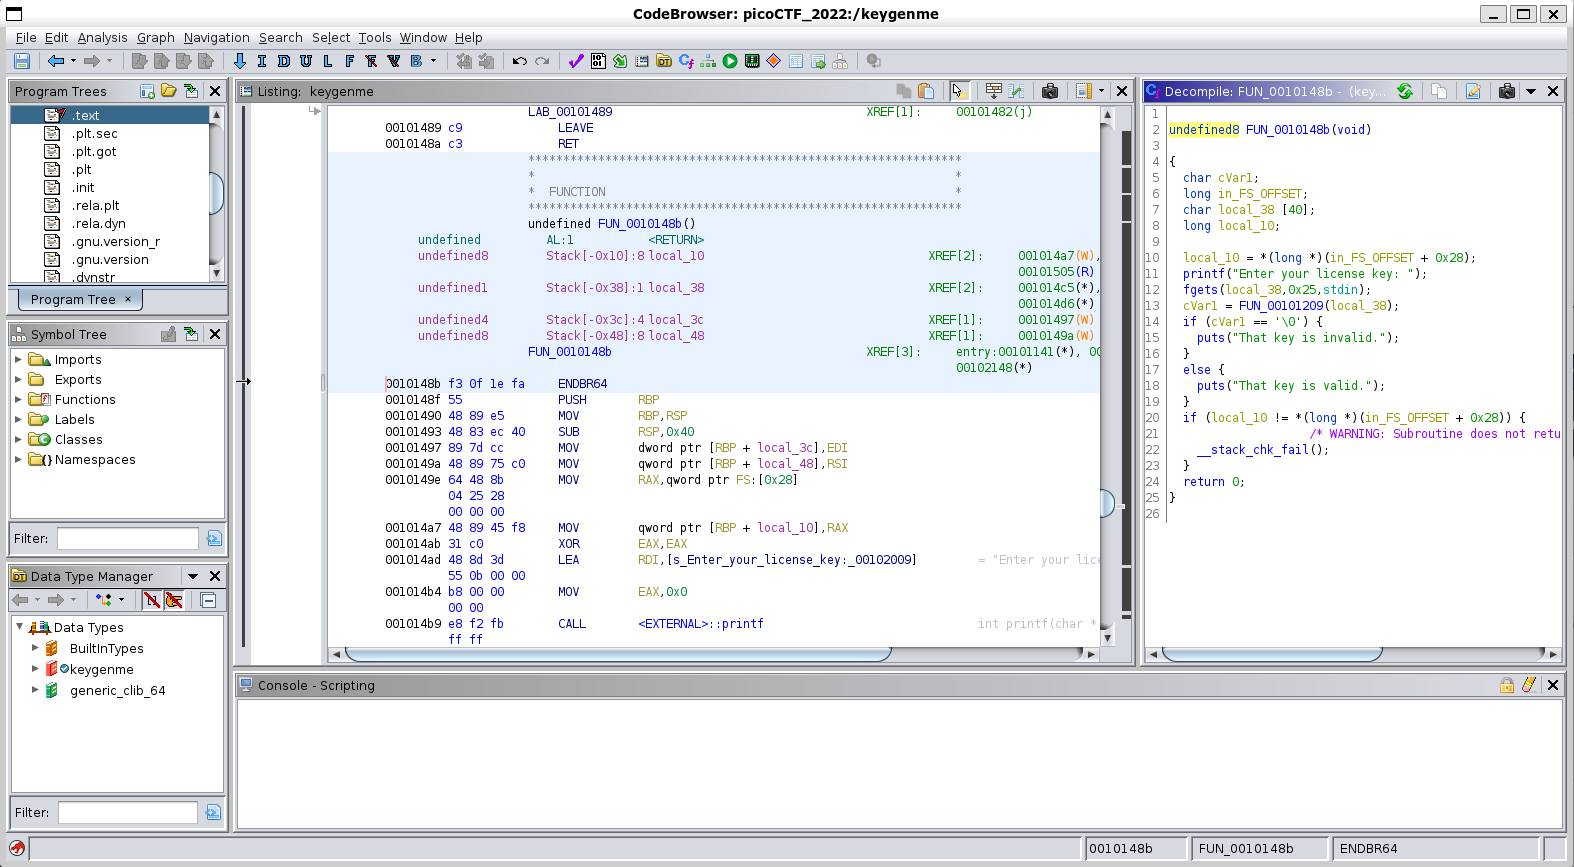 CodeBrowser: picoCTF_2022:/keygenme
File Edit Analysis Graph Navigation Search Select Tools Window Help
I D U L F F V B
Program Trees
.text
.plt.sec
.plt.got
.plt
.init
.rela.plt
.rela.dyn
.gnu.version_r
.gnu.version
.dynstr
Program Tree ×
Symbol Tree
Imports
Exports
Functions
Labels
Classes
Namespaces
Filter:
Data Type Manager
Data Types
BuiltInTypes
keygenme
generic_clib_64
Filter:
Listing: keygenme
LAB_00101489 XREF[1]: 00101482(j)
00101489 c9 LEAVE
0010148a c3 RET
**************************************************************
* *
* FUNCTION *
**************************************************************
undefined FUN_0010148b()
undefined AL:1 <RETURN>
undefined8 Stack[-0x10]:8 local_10 XREF[2]: 001014a7(W),
00101505(R)
undefined1 Stack[-0x38]:1 local_38 XREF[2]: 001014c5(*),
001014d6(*)
undefined4 Stack[-0x3c]:4 local_3c XREF[1]: 00101497(W)
undefined8 Stack[-0x48]:8 local_48 XREF[1]: 0010149a(W)
FUN_0010148b XREF[3]: entry:00101141(*), 00
00102148(*)
0010148b f3 0f 1e fa ENDBR64
0010148f 55 PUSH RBP
00101490 48 89 e5 MOV RBP,RSP
00101493 48 83 ec 40 SUB RSP,0x40
00101497 89 7d cc MOV dword ptr [RBP + local_3c],EDI
0010149a 48 89 75 c0 MOV qword ptr [RBP + local_48],RSI
0010149e 64 48 8b MOV RAX,qword ptr FS:[0x28]
04 25 28
00 00 00
001014a7 48 89 45 f8 MOV qword ptr [RBP + local_10],RAX
001014ab 31 c0 XOR EAX,EAX
001014ad 48 8d 3d LEA RDI,[s_Enter_your_license_key:_00102009] = "Enter your lice
55 0b 00 00
001014b4 b8 00 00 MOV EAX,0x0
00 00
001014b9 e8 f2 fb CALL <EXTERNAL>::printf int printf(char *
ff ff
Decompile: FUN_0010148b - (key...
1
2 undefined8 FUN_0010148b(void)
3
4 {
5 char cVar1;
6 long in_FS_OFFSET;
7 char local_38 [40];
8 long local_10;
9
10 local_10 = *(long *)(in_FS_OFFSET + 0x28);
11 printf("Enter your license key: ");
12 fgets(local_38,0x25,stdin);
13 cVar1 = FUN_00101209(local_38);
14 if (cVar1 == '\0') {
15 puts("That key is invalid.");
16 }
17 else {
18 puts("That key is valid.");
19 }
20 if (local_10 != *(long *)(in_FS_OFFSET + 0x28)) {
21 /* WARNING: Subroutine does not retu
22 __stack_chk_fail();
23 }
24 return 0;
25 }
26
Console - Scripting
0010148b FUN_0010148b ENDBR64